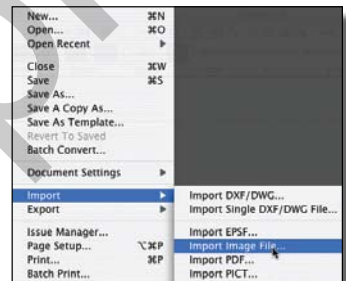 New... ⌘N
Open... ⌘O
Open Recent ▶
Close ⌘W
Save ⌘S
Save As...
Save A Copy As...
Save As Template...
Revert To Saved
Batch Convert...
Document Settings ▶
Import ▶
Export ▶
Issue Manager...
Page Setup... ⌥⌘P
Print... ⌘P
Batch Print...
Import DXF/DWG...
Import Single DXF/DWG File...
Import EPSF...
Import Image File...
Import PDF...
Import PICT...